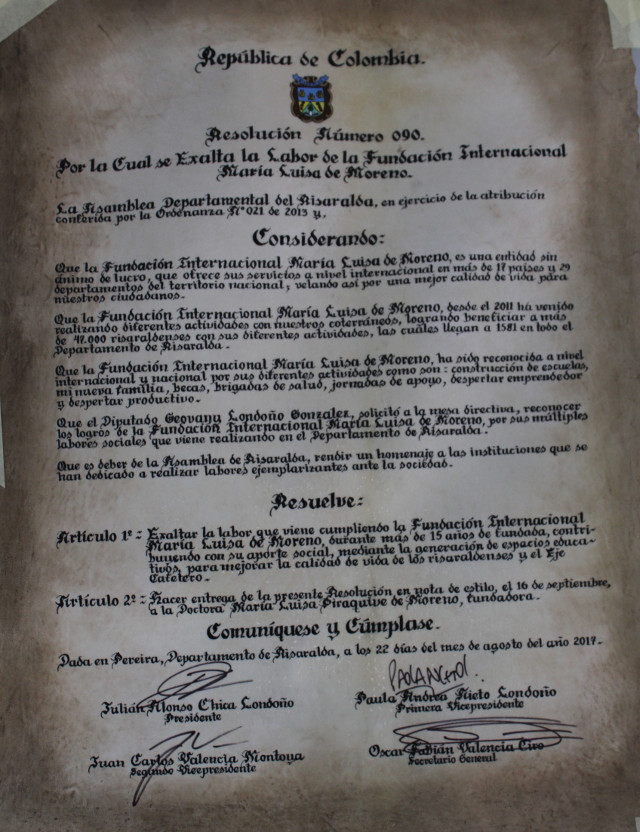 República de Colombia.
Resolución Número 090.
Por la Cual se Exalta la Labor de la Fundación Internacional
María Luisa de Moreno.
La Asamblea Departamental del Risaralda, en ejercicio de la atribución
conferida por la Ordenanza N° 021 de 2013 y,
Considerando:
Que la Fundación Internacional María Luisa de Moreno, es una entidad sin
ánimo de lucro, que ofrece sus servicios a nivel internacional en más de 17 países y 29
departamentos del territorio nacional; velando así por una mejor calidad de vida para
nuestros ciudadanos.
Que la Fundación Internacional María Luisa de Moreno, desde el 2011 ha venido
realizando diferentes actividades con nuestros coterráneos, logrando beneficiar a más
de 47.000 risaraldenses con sus diferentes actividades, las cuáles llegan a 1581 en todo el
Departamento de Risaralda.
Que la Fundación Internacional María Luisa de Moreno, ha sido reconocida a nivel
internacional y nacional por sus diferentes actividades como son: construcción de escuelas,
mi nueva familia, becas, brigadas de salud, jornadas de apoyo, despertar emprendedor
y despertar productivo.
Que el Diputado Geovany Londoño Gonzalez, solicitó a la mesa directiva, reconocer
los logros de la Fundación Internacional María Luisa de Moreno, por sus múltiples
labores sociales que viene realizando en el Departamento de Risaralda.
Que es deber de la Asamblea de Risaralda, rendir un homenaje a las instituciones que se
han dedicado a realizar labores ejemplarizantes ante la sociedad.
Resuelve:
Artículo 1º: Exaltar la labor que viene cumpliendo la Fundación Internacional
María Luisa de Moreno, durante más de 15 años de fundada, contri-
buyendo con su aporte social, mediante la generación de espacios educa-
tivos, para mejorar la calidad de vida de los risaraldenses y el Eje
Cafetero.
Artículo 2º: Hacer entrega de la presente Resolución en nota de estilo, el 16 de septiembre,
a la Doctora María Luisa Piraquive de Moreno, fundadora.
Comuníquese y Cúmplase.
Dada en Pereira, Departamento de Risaralda, a los 22 días del mes de agosto del año 2017.
Julián Alonso Chica Londoño
Presidente
Paula Andrea Nieto Londoño
Primera Vicepresidente
Juan Carlos Valencia Montoya
Segundo Vicepresidente
Oscar Fabian Valencia Civo
Secretario General